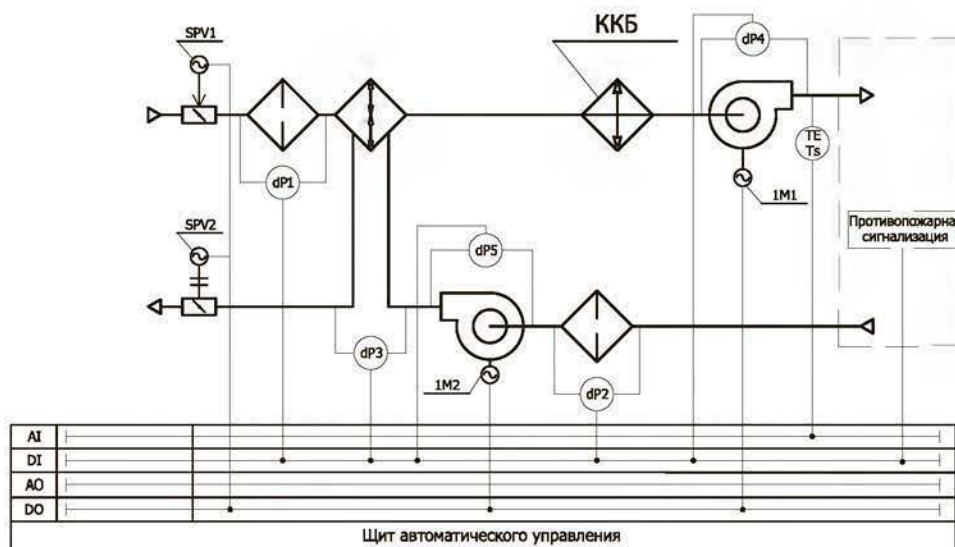 SPV1
ККБ
dP4
TE
Ts
dP1
1M1
SPV2
Противопожарна
сигнализация
dP5
dP3
1M2
dP2
AI
DI
AO
DO
Щит автоматического управления